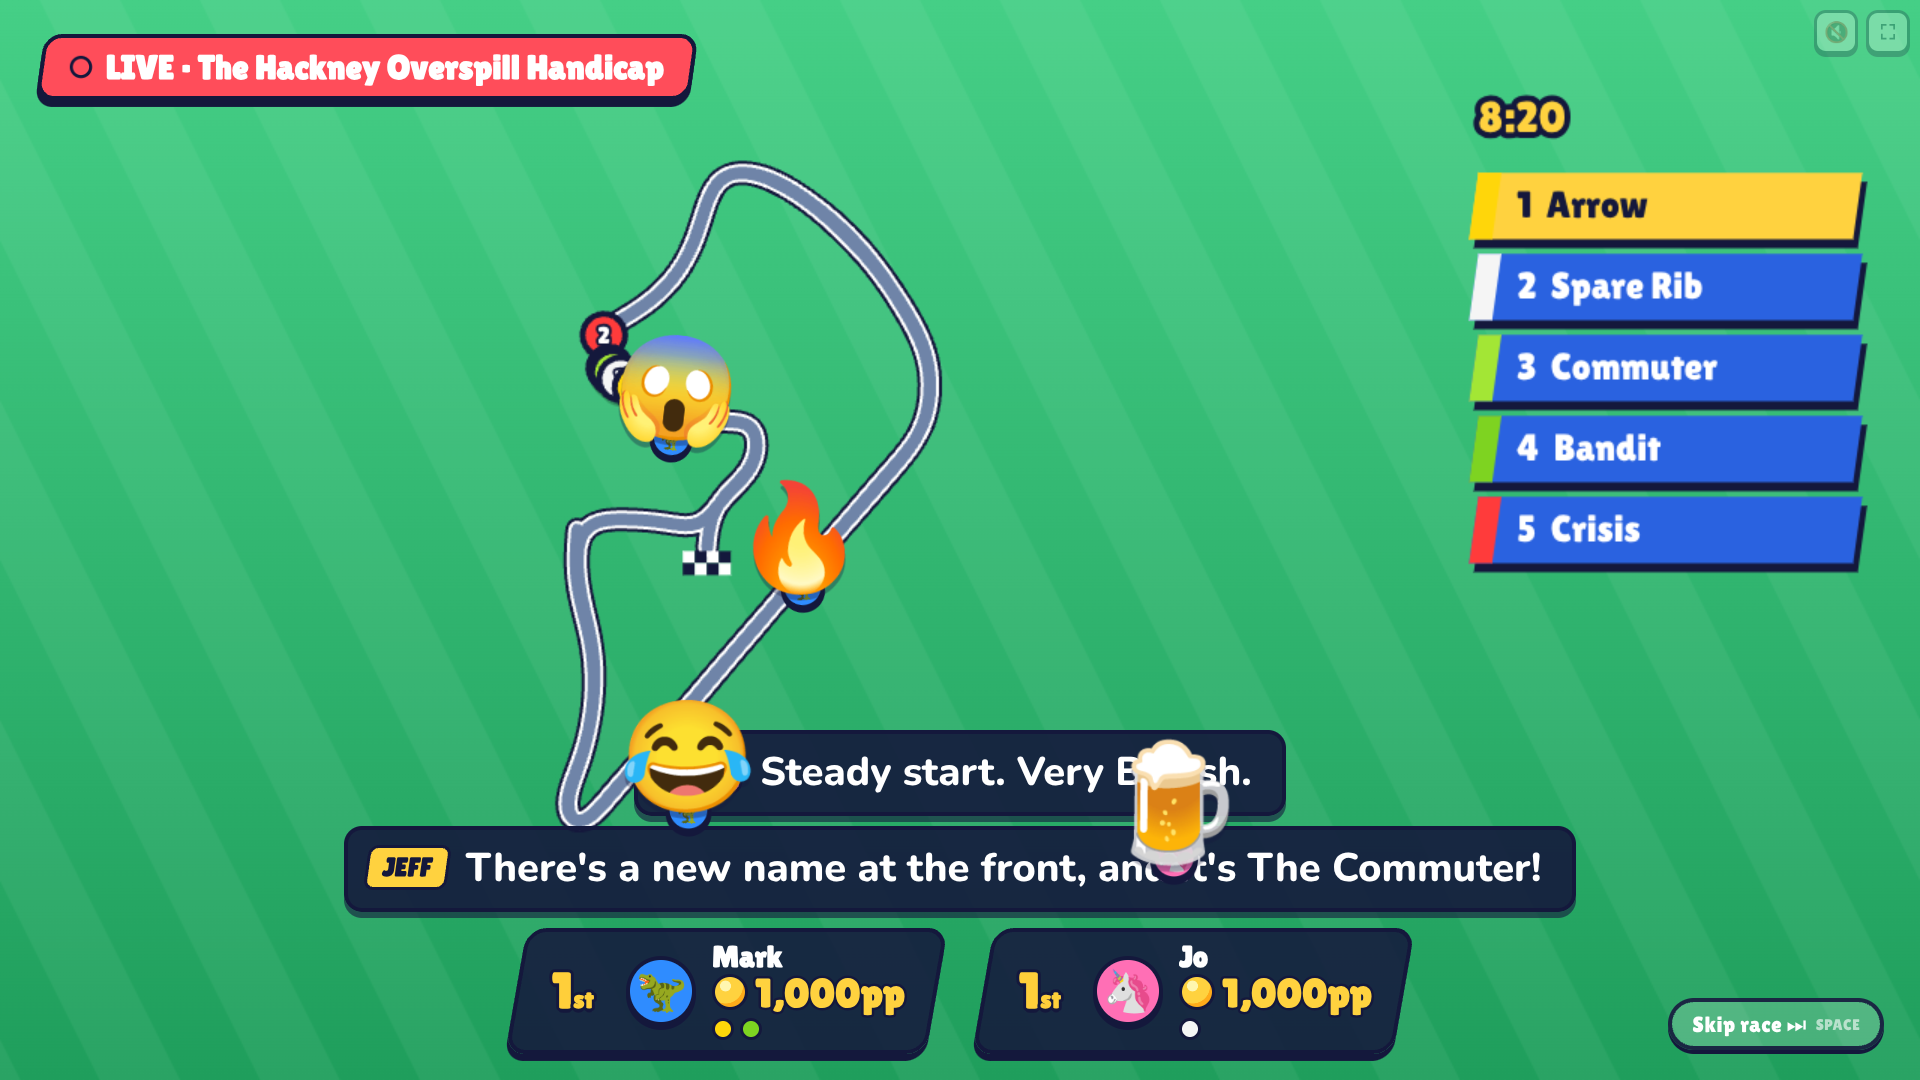 LIVE · The Hackney Overspill Handicap
8:20
1 Arrow
2 Spare Rib
3 Commuter
4 Bandit
5 Crisis
2
Steady start. Very
JEFF There's a new name at the front, and it's The Commuter!
1st Mark 1,000pp
1st Jo 1,000pp
Skip race SPACE